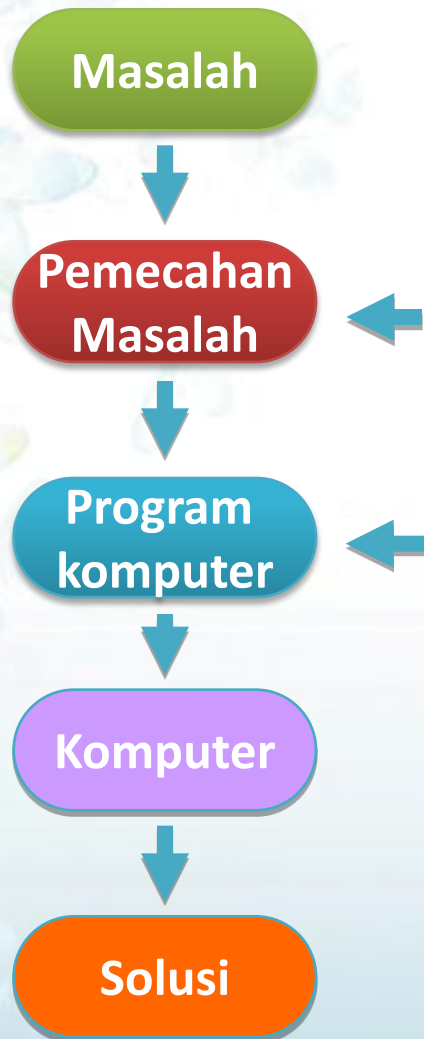 Masalah
Pemecahan
Masalah
Program
komputer
Komputer
Solusi